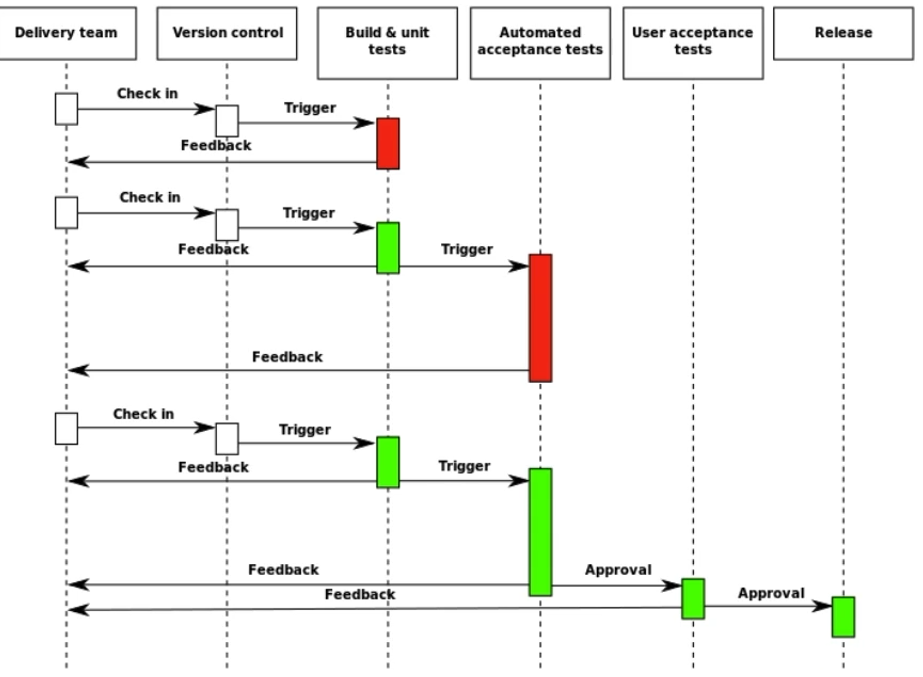 Delivery team
Version control
Build & unit
tests
Automated
acceptance tests
User acceptance
tests
Release
Check in
Trigger
Feedback
Check in
Trigger
Feedback
Trigger
Feedback
Check in
Trigger
Feedback
Trigger
Feedback
Approval
Feedback
Approval